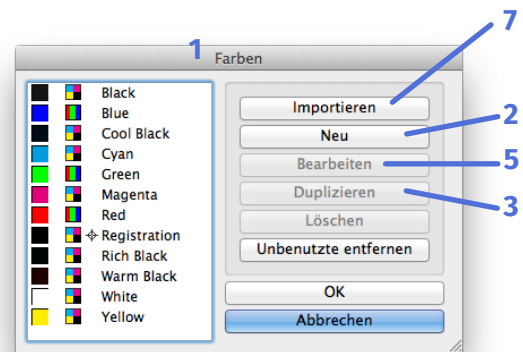 7
1
Farben
Black
Blue
Cool Black
Cyan
Green
Magenta
Red
Registration
Rich Black
Warm Black
White
Yellow
Importieren
Neu
2
Bearbeiten
5
Duplizieren
3
Löschen
Unbenutzte entfernen
OK
Abbrechen